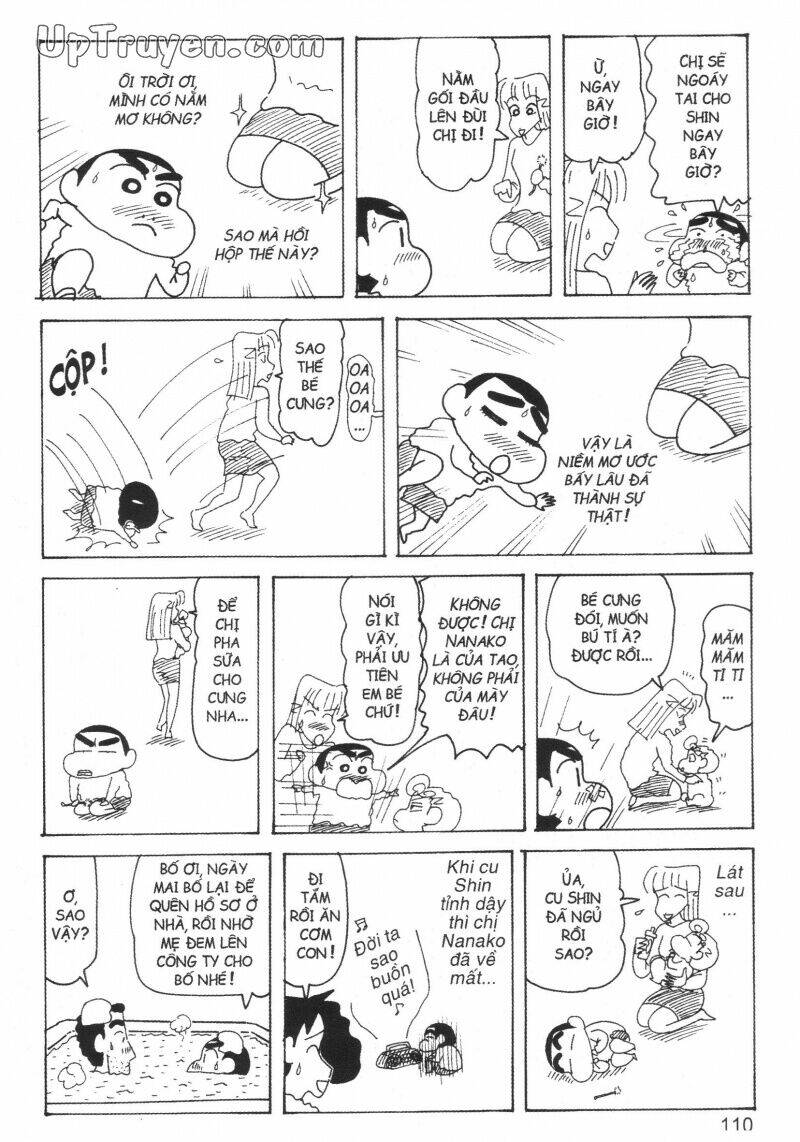 UpTruyen.com
CHỊ SẼ
NGOÁY
TAI CHO
SHIN
NGAY
BÂY
GIỜ?
Ừ,
NGAY
BÂY
GIỜ!
NẰM
GỐI ĐẦU
LÊN ĐÙI
CHỊ ĐI!
ÔI TRỜI ƠI,
MÌNH CÓ NẰM
MƠ KHÔNG?
SAO MÀ HỒI
HỘP THẾ NÀY?
VẬY LÀ
NIỀM MƠ ƯỚC
BẤY LÂU ĐÃ
THÀNH SỰ
THẬT!
OA
OA
OA
...
SAO
THẾ
BÉ
CƯNG?
CỘP!
MĂM
MĂM
TI TI
...
BÉ CƯNG
ĐÓI, MUỐN
BÚ TÍ À?
ĐƯỢC RỒI...
KHÔNG
ĐƯỢC! CHỊ
NANAKO
LÀ CỦA TAO,
KHÔNG PHẢI
CỦA MÀY
ĐÂU!
NÓI
GÌ KÌ
VẬY,
PHẢI ƯU
TIÊN
EM BÉ
CHỨ!
ĐỂ
CHỊ
PHA
SỮA
CHO
CƯNG
NHA...
Lát
sau
...
ỦA,
CU SHIN
ĐÃ NGỦ
RỒI
SAO?
Khi cu
Shin
tỉnh dậy
thì chị
Nanako
đã về
mất...
Đời ta
sao
buồn
quá!
ĐI
TẮM
RỒI ĂN
CƠM
CON!
BỐ ƠI, NGÀY
MAI BỐ LẠI ĐỂ
QUÊN HỒ SƠ Ở
NHÀ, RỒI NHỜ
MẸ ĐEM LÊN
CÔNG TY CHO
BỐ NHÉ!
Ơ,
SAO
VẬY?
110